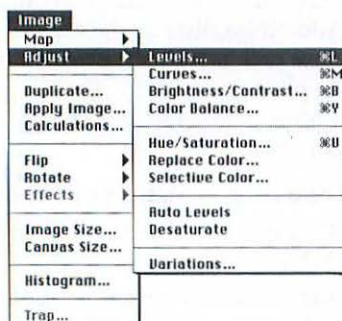 Image
Map
Adjust
Duplicate...
Apply Image...
Calculations...
Flip
Rotate
Effects
Image Size...
Canvas Size...
Histogram...
Trap...
Levels... ⌘L
Curves... ⌘M
Brightness/Contrast... ⌘B
Color Balance... ⌘Y
Hue/Saturation... ⌘U
Replace Color...
Selective Color...
Auto Levels
Desaturate
Variations...